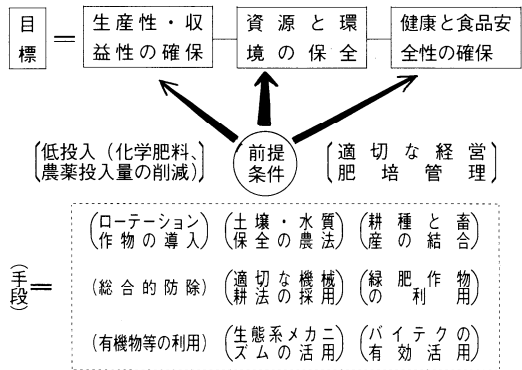 目標
＝
生産性・収益性の確保
資源と環境の保全
健康と食品安全性の確保
低投入（化学肥料、農薬投入量の削減）
前提条件
適切な経営肥培管理
（手段）＝
（ローテーション作物の導入）
（土壌・水質保全の農法）
（耕種と畜産の結合）
（総合的防除）
（適切な機械耕法の採用）
（緑肥作物の利用）
（有機物等の利用）
（生態系メカニズムの活用）
（バイテクの有効活用）